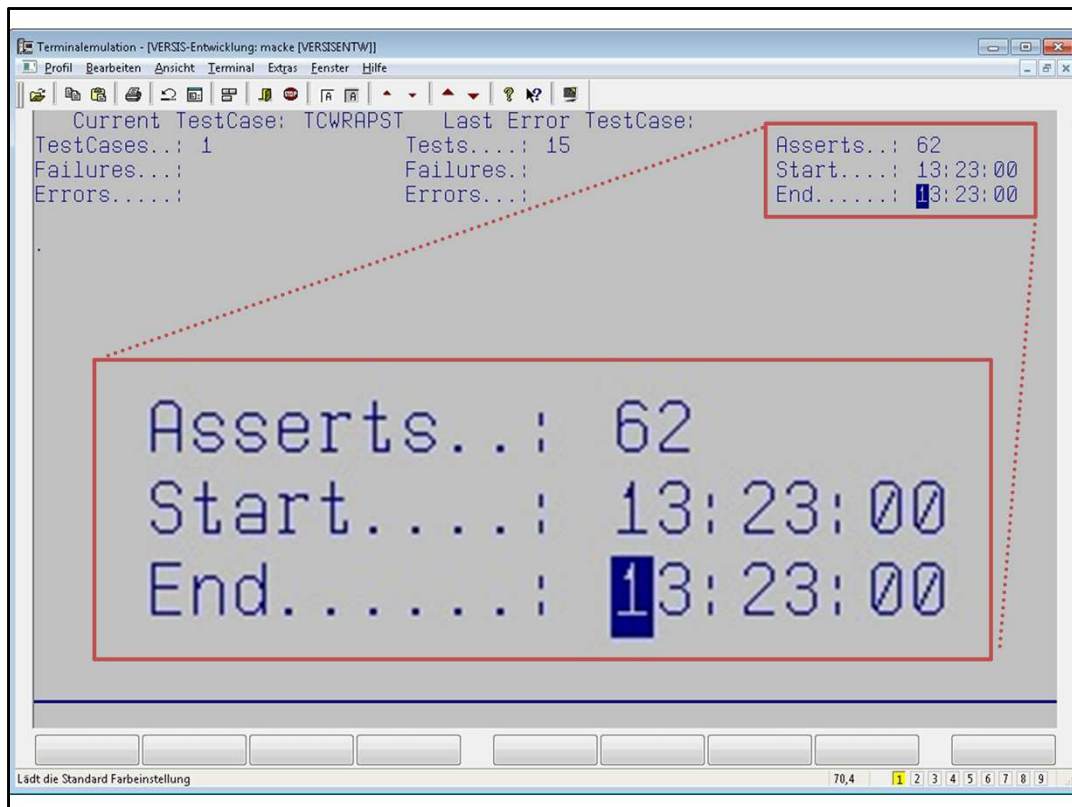 Terminalemulation - [VERSIS-Entwicklung: macke [VERSISENTW]]
Profil Bearbeiten Ansicht Terminal Extras Fenster Hilfe
Current TestCase: TCWRAPST Last Error TestCase:
TestCases..: 1 Tests....: 15 Asserts..: 62
Failures...: Failures.: Start....: 13:23:00
Errors.....: Errors...: End......: 13:23:00
.
Asserts..: 62
Start....: 13:23:00
End......: 13:23:00
Lädt die Standard Farbeinstellung 70,4 1 2 3 4 5 6 7 8 9